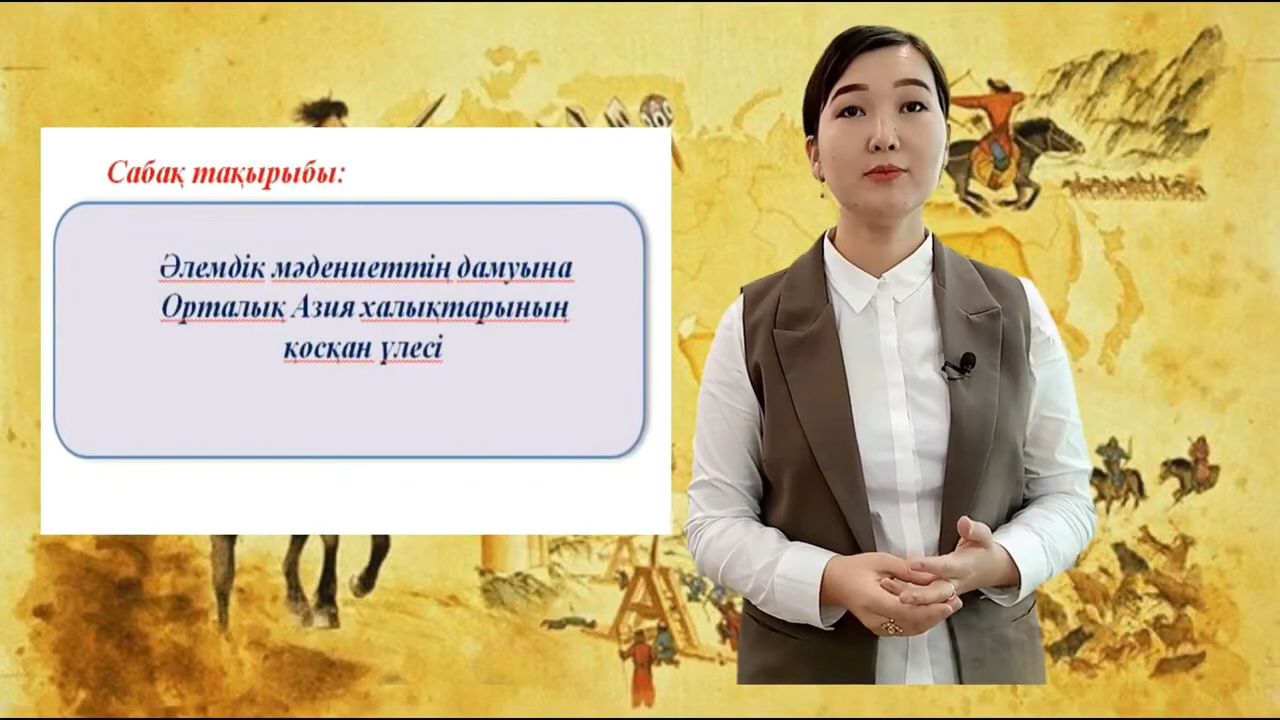 Сабақ тақырыбы:
Әлемдік мәдениеттің дамуына
Орталық Азия халықтарының
қосқан үлесі